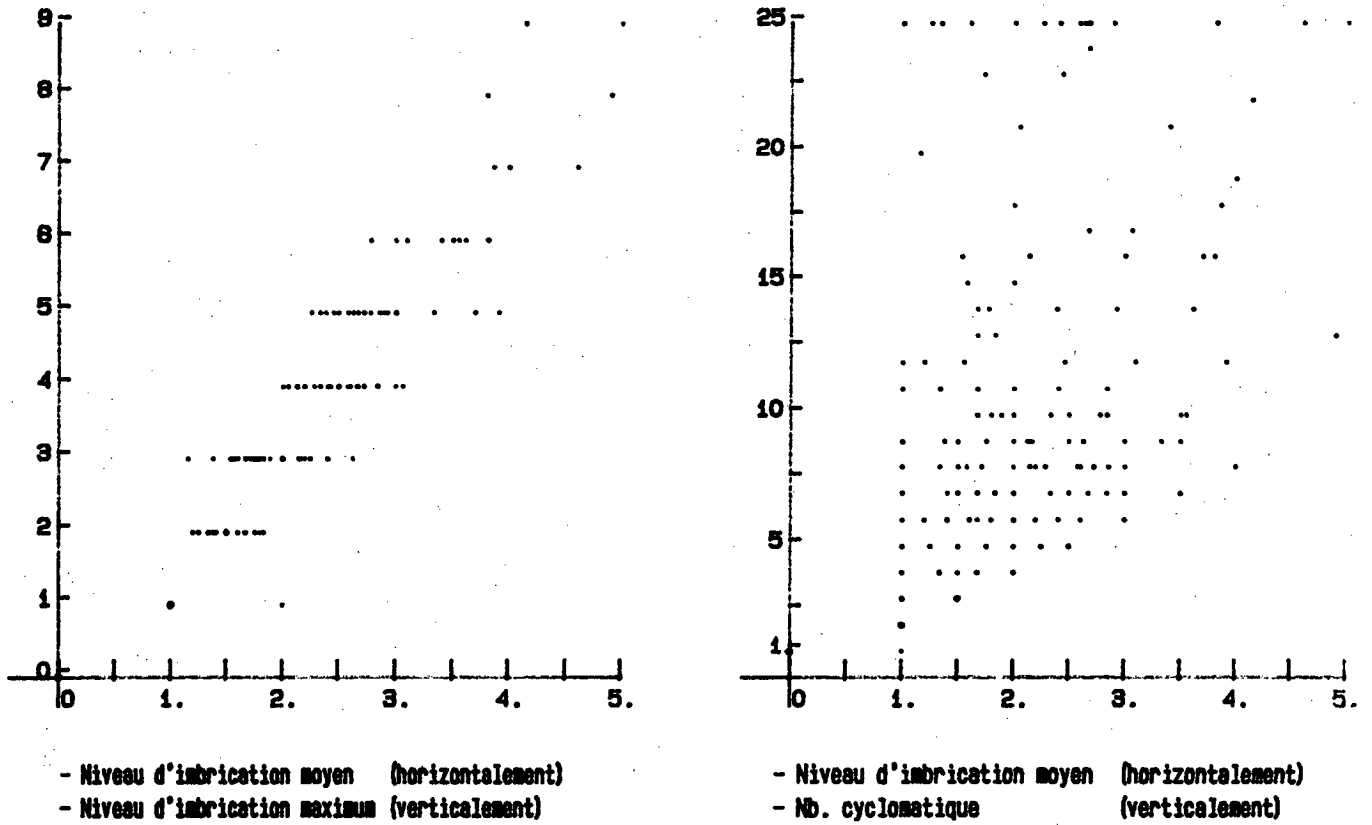 9
8
7
6
5
4
3
2
1
0
0 1. 2. 3. 4. 5.
- Niveau d'imbrication moyen (horizontalement)
- Niveau d'imbrication maximum (verticalement)
25
20
15
10
5
1
0 1. 2. 3. 4. 5.
- Niveau d'imbrication moyen (horizontalement)
- Nb. cyclomatique (verticalement)